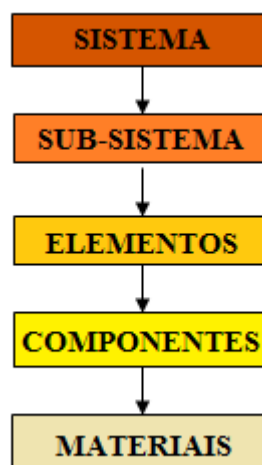 SISTEMA
SUB-SISTEMA
ELEMENTOS
COMPONENTES
MATERIAIS